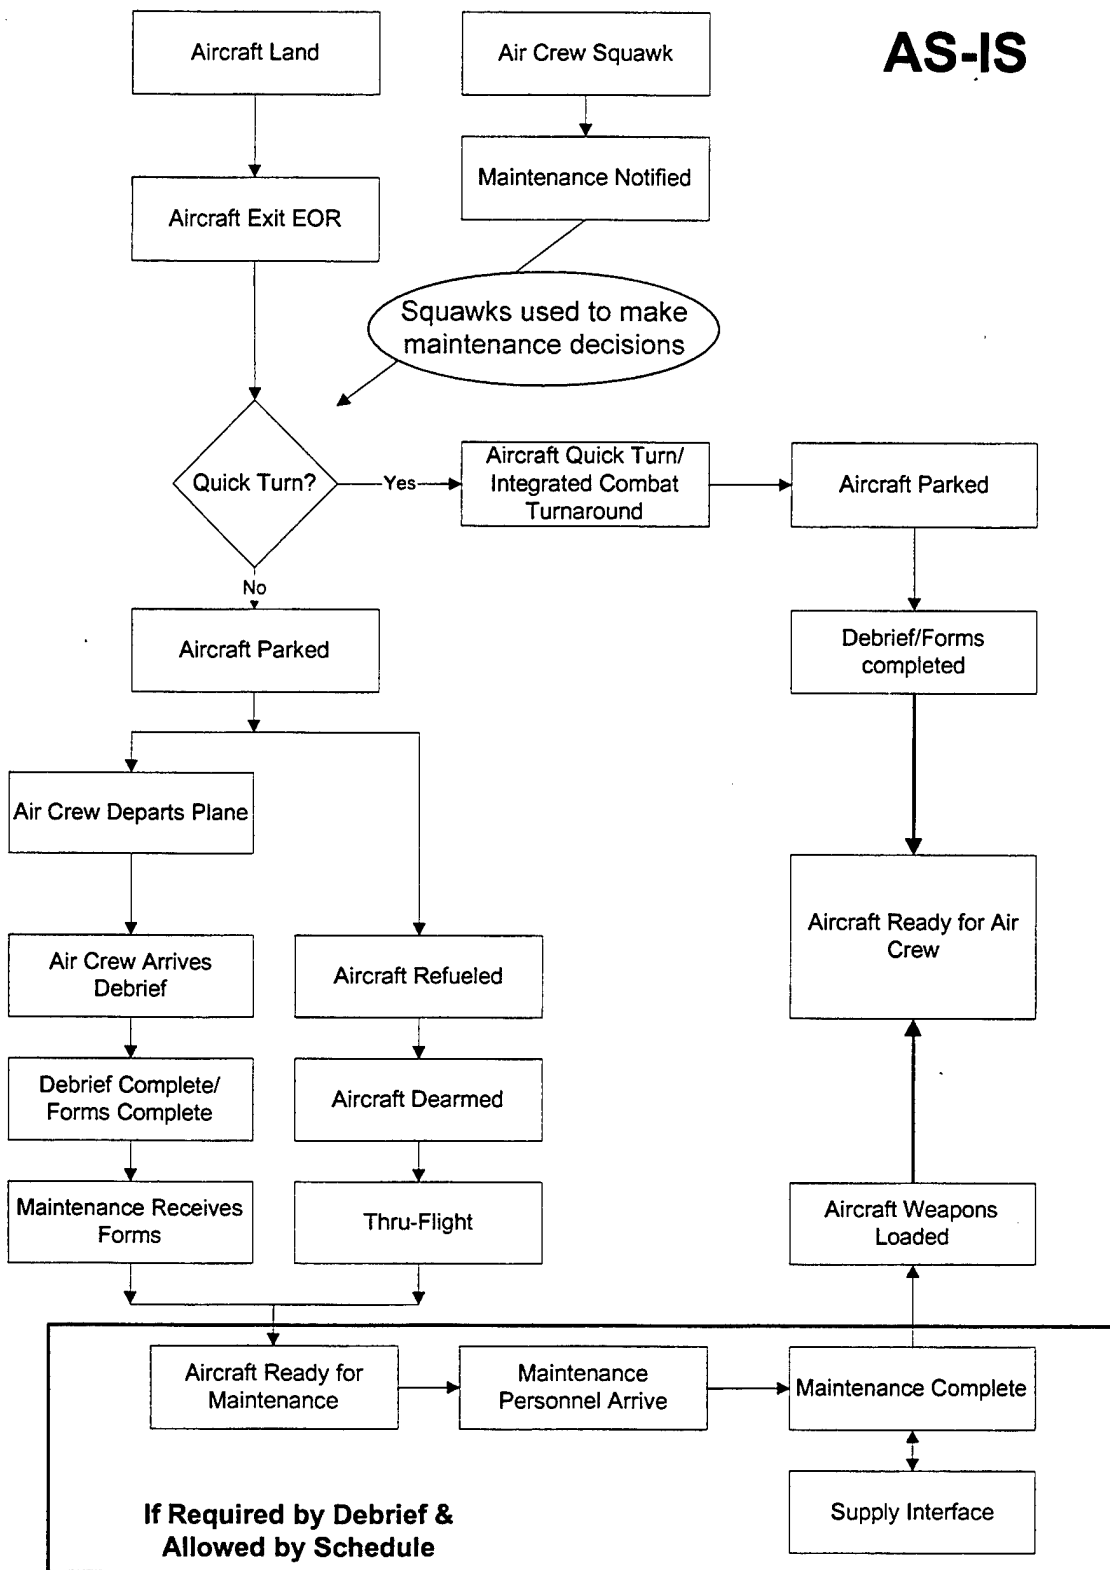 AS-IS
Aircraft Land
Air Crew Squawk
Maintenance Notified
Aircraft Exit EOR
Squawks used to make
maintenance decisions
Quick Turn?
Yes
Aircraft Quick Turn/
Integrated Combat
Turnaround
Aircraft Parked
No
Aircraft Parked
Debrief/Forms
completed
Air Crew Departs Plane
Aircraft Ready for Air
Crew
Air Crew Arrives
Debrief
Aircraft Refueled
Debrief Complete/
Forms Complete
Aircraft Dearmed
Maintenance Receives
Forms
Thru-Flight
Aircraft Weapons
Loaded
Aircraft Ready for
Maintenance
Maintenance
Personnel Arrive
Maintenance Complete
Supply Interface
If Required by Debrief &
Allowed by Schedule